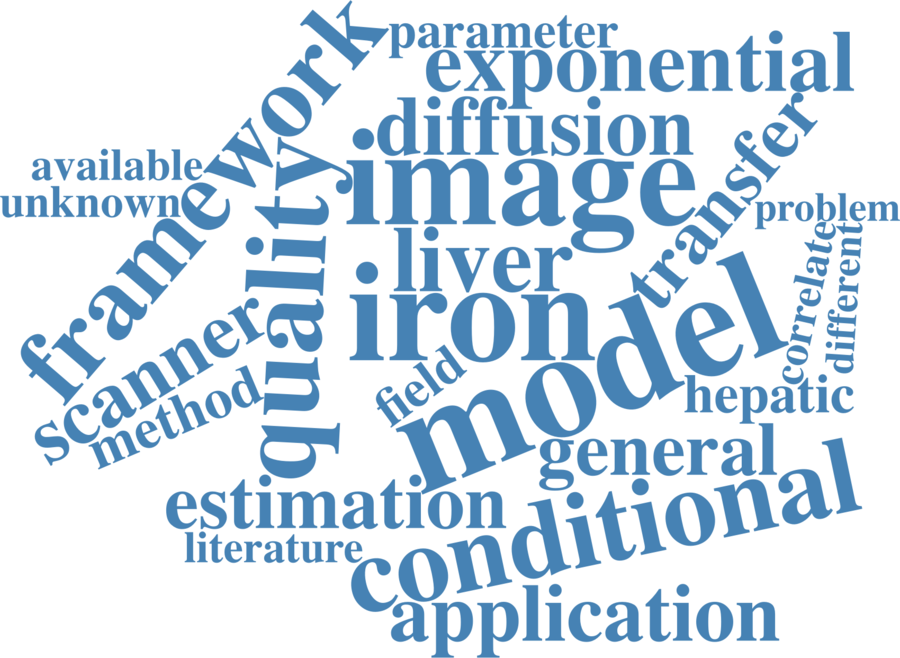 parameter
exponential
framework
diffusion
transfer
available
image
quality
unknown
problem
liver
correlate
different
iron
model
scanner
field
method
hepatic
general
estimation
conditional
literature
application